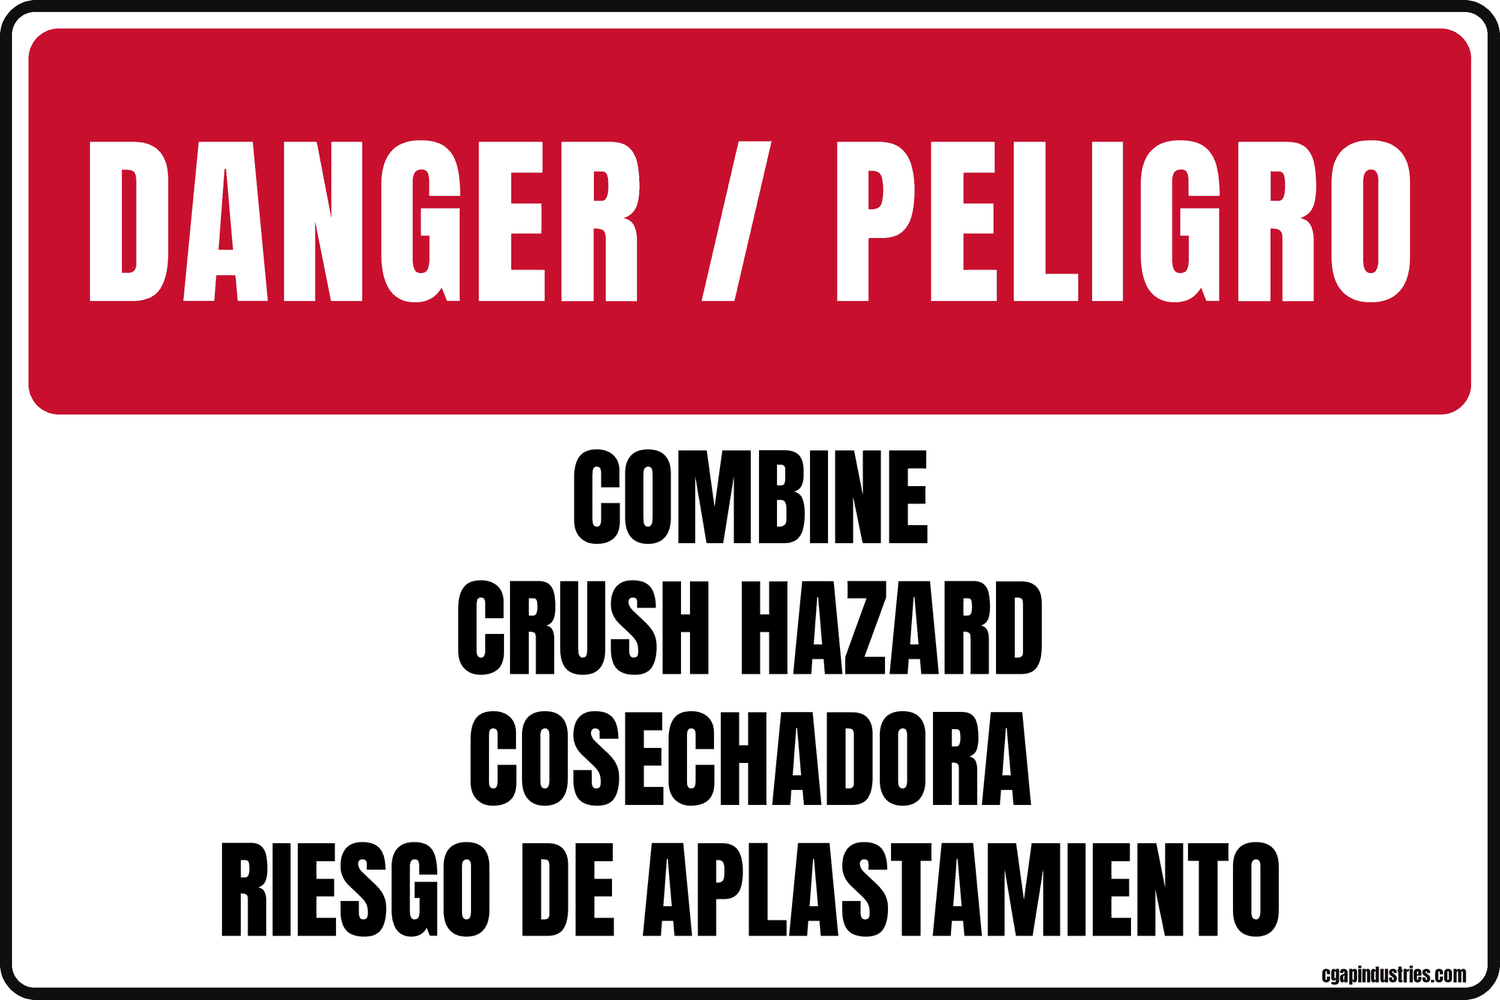 DANGER / PELIGRO
COMBINE
CRUSH HAZARD
COSECHADORA
RIESGO DE APLASTAMIENTO
cgapindustries.com